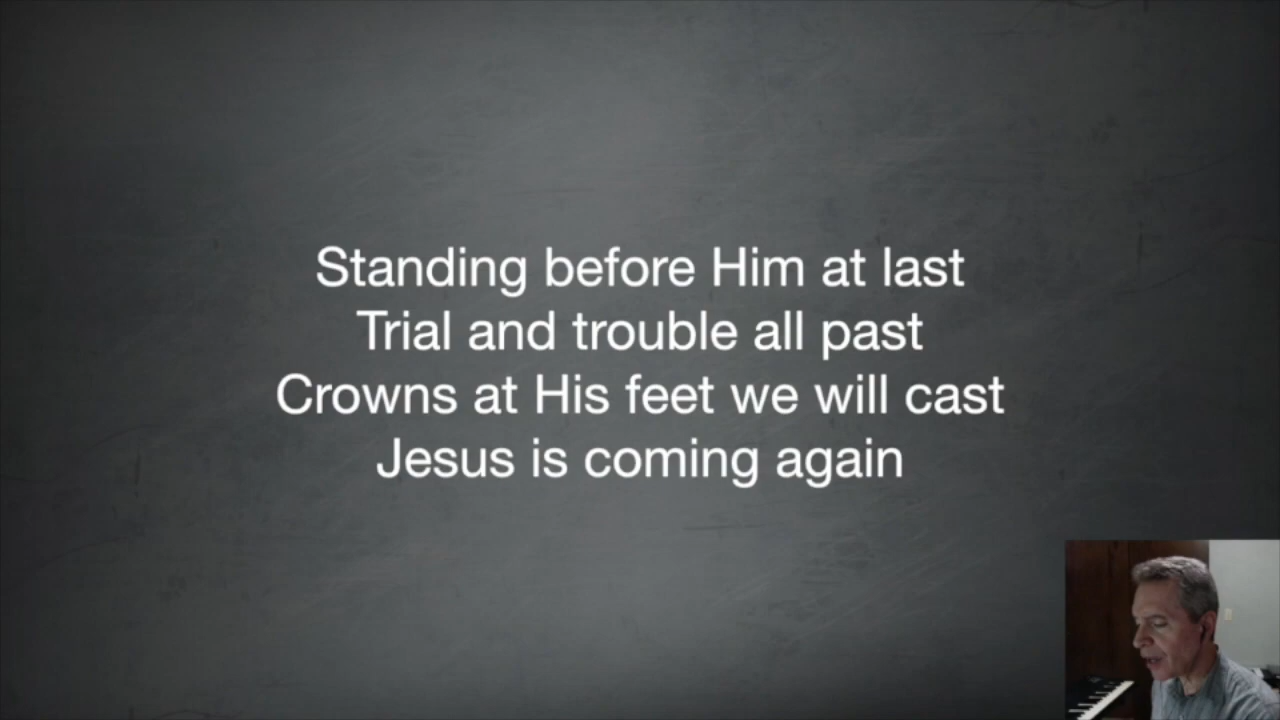 Standing before Him at last
Trial and trouble all past
Crowns at His feet we will cast
Jesus is coming again